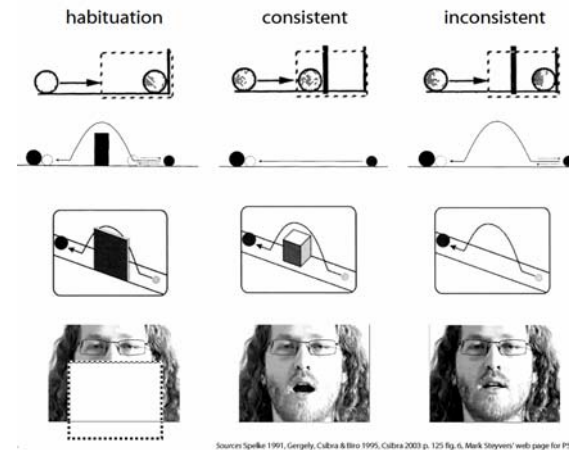 habituation consistent inconsistent
Sources Spelke 1991, Gergely, Csibra & Biro 1995, Csibra 2003 p. 125 fig. 6, Mark Steyvers' web page for